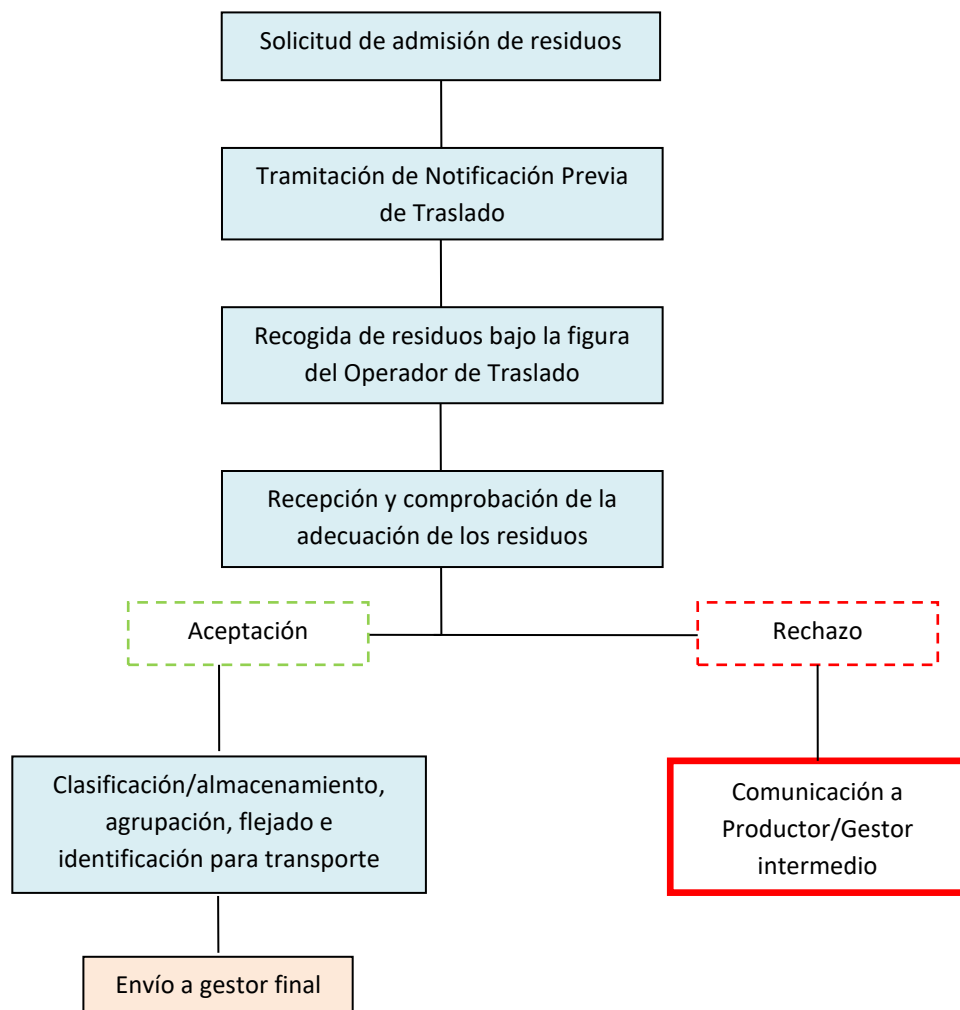 Solicitud de admisión de residuos
Tramitación de Notificación Previa
de Traslado
Recogida de residuos bajo la figura
del Operador de Traslado
Recepción y comprobación de la
adecuación de los residuos
Aceptación
Rechazo
Clasificación/almacenamiento,
agrupación, flejado e
identificación para transporte
Comunicación a
Productor/Gestor
intermedio
Envío a gestor final